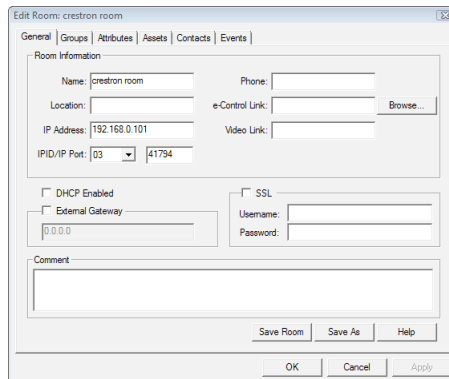 Edit Room: crestron room
General Groups Attributes Assets Contacts Events
Room Information
Name: crestron room Phone:
Location: e-Control Link: Browse...
IP Address: 192.168.0.101 Video Link:
IPID/IP Port: 03 41794
DHCP Enabled SSL
External Gateway Username:
0.0.0.0 Password:
Comment
Save Room Save As Help
OK Cancel Apply